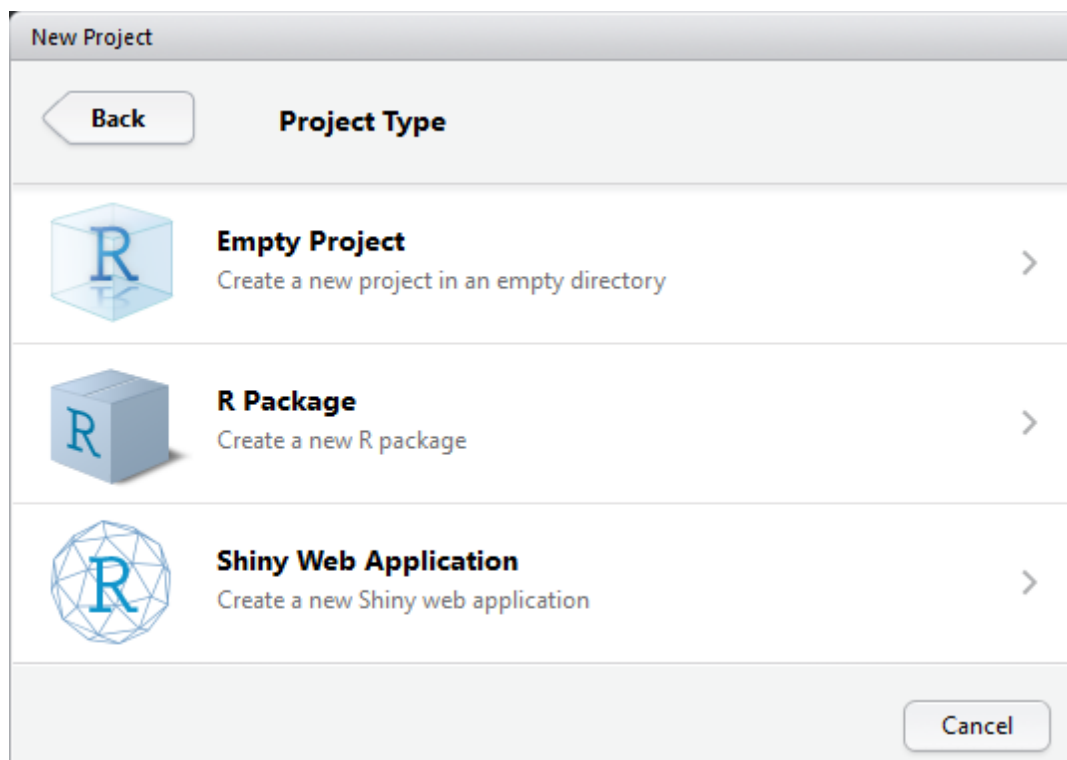 New Project
Back
Project Type
R
Empty Project
Create a new project in an empty directory
R
R Package
Create a new R package
R
Shiny Web Application
Create a new Shiny web application
Cancel